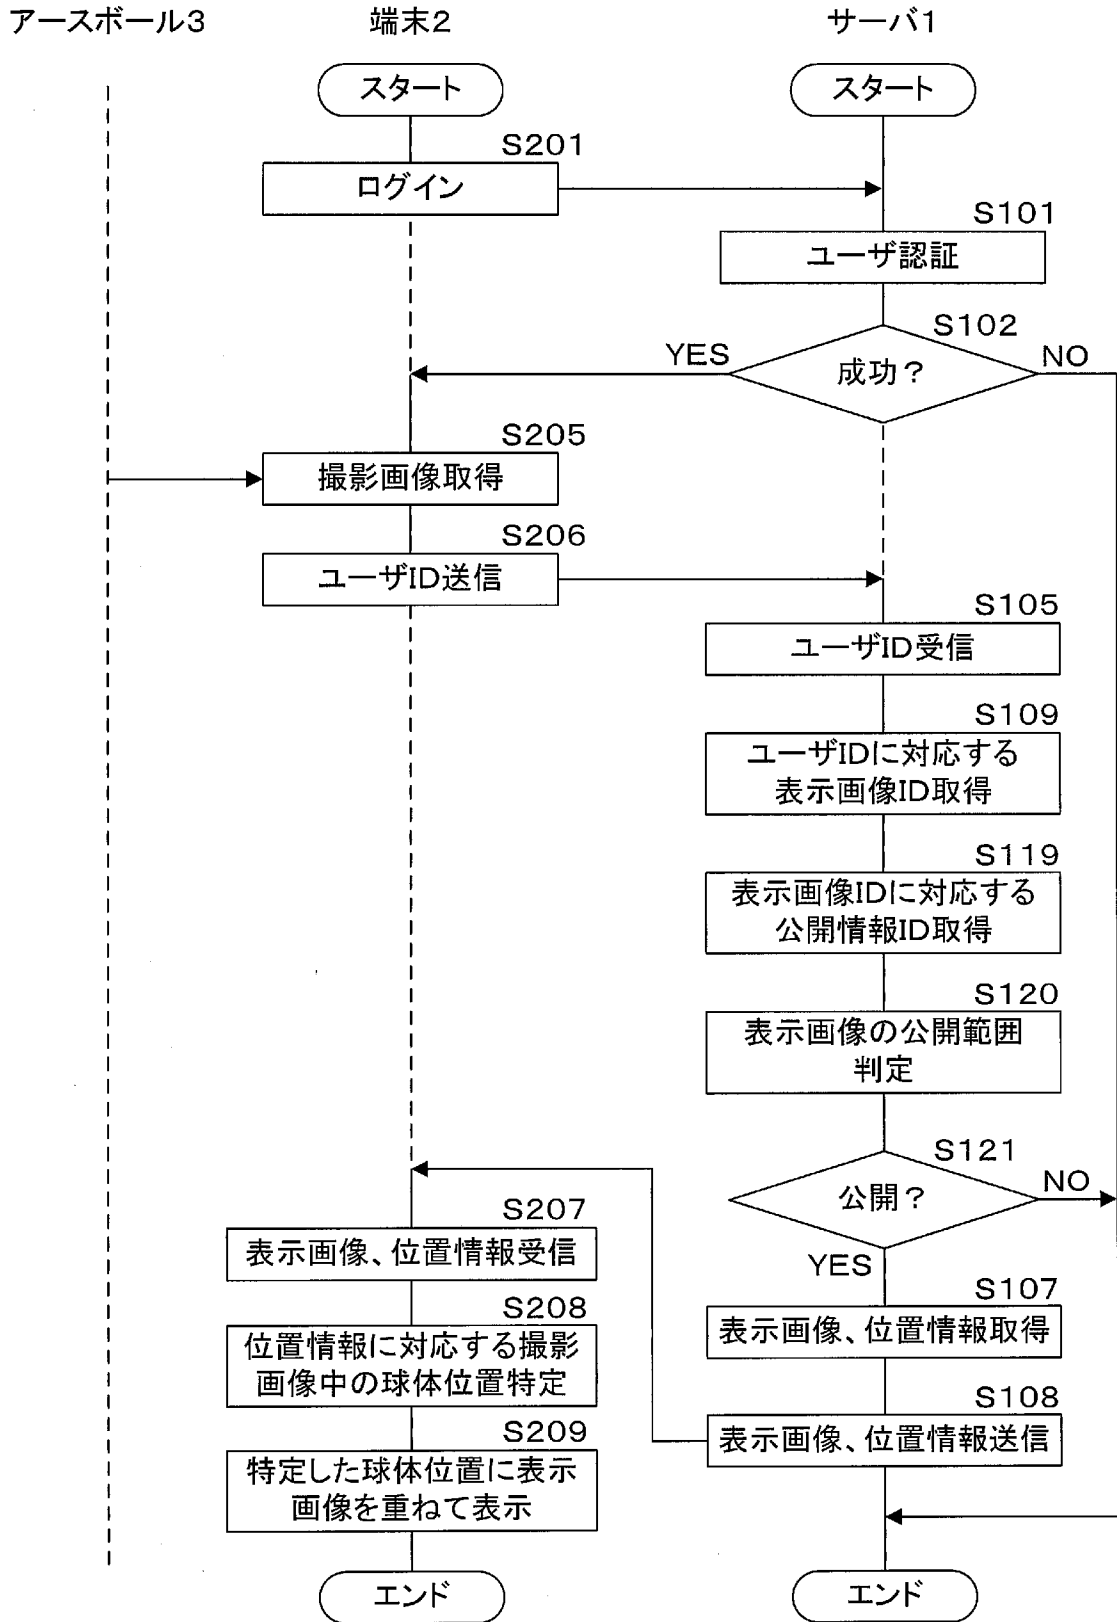 アースボール3
端末2
サーバ1
スタート
スタート
S201
ログイン
S101
ユーザ認証
S102
成功？
YES
NO
S205
撮影画像取得
S206
ユーザID送信
S105
ユーザID受信
S109
ユーザIDに対応する
表示画像ID取得
S119
表示画像IDに対応する
公開情報ID取得
S120
表示画像の公開範囲
判定
S121
公開？
NO
YES
S207
表示画像、位置情報受信
S107
表示画像、位置情報取得
S208
位置情報に対応する撮影
画像中の球体位置特定
S108
表示画像、位置情報送信
S209
特定した球体位置に表示
画像を重ねて表示
エンド
エンド